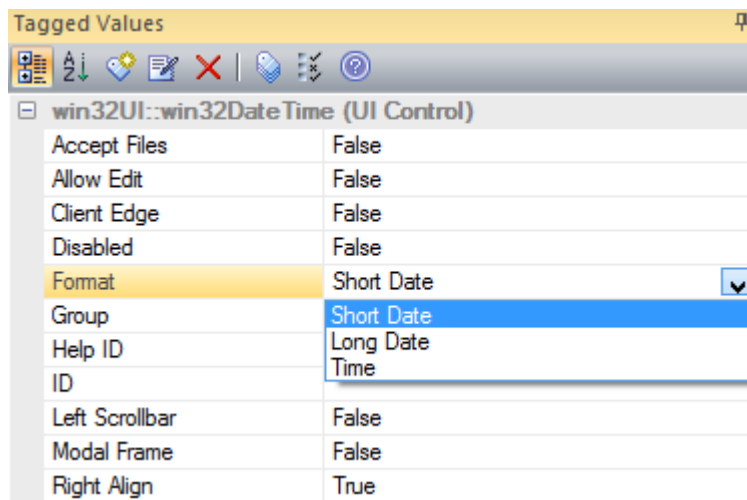 Tagged Values
win32UI::win32DateTime (UI Control)
Accept Files False
Allow Edit False
Client Edge False
Disabled False
Format Short Date
Group Short Date
Help ID Long Date
Time
ID
Left Scrollbar False
Modal Frame False
Right Align True